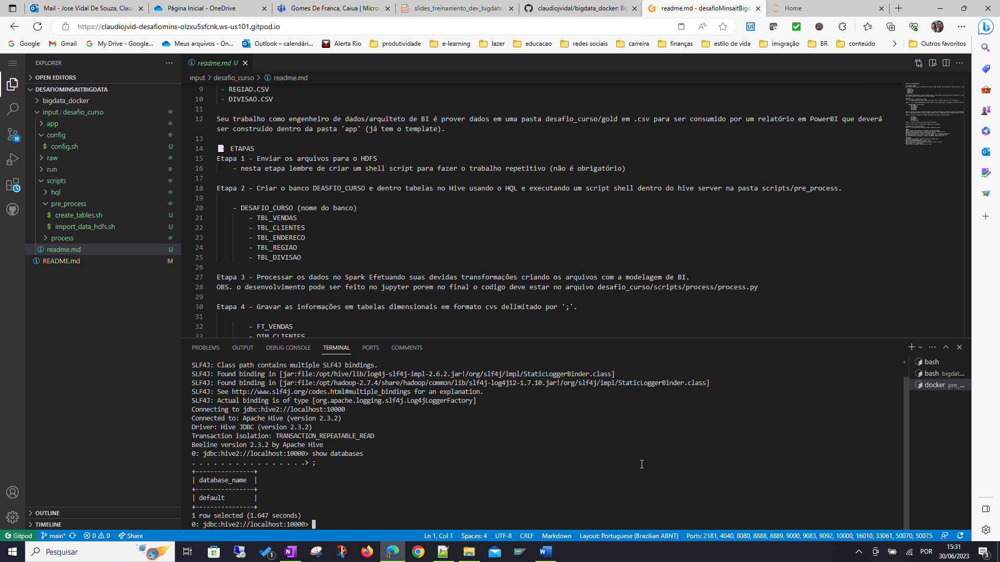 Mail - Jose Vidal De Souza, Clau
Página Inicial - OneDrive
Gomes De Franca, Caiua | Micros
slides_treinamento_dev_bigdata_
claudiojvidal/bigdata_docker: Big
readme.md - desafioMinsaitBigd
Home
https://claudiojvid-desafiomins-olzxu5sfcnk.ws-us101.gitpod.io
Google
Gmail
My Drive - Google...
Meus arquivos - On...
Outlook – calendári...
Alerta Rio
produtividade
e-learning
lazer
educacao
redes sociais
carreira
finanças
estilo de vida
imigração
BR
conteúdo
Outros favoritos
EXPLORER
OPEN EDITORS
DESAFIOMINSAITBIGDATA
bigdata_docker
input / desafio_curso
app
config
$ config.sh U
raw
run
scripts
hql
pre_process
$ create_tables.sh U
$ import_data_hdfs.sh U
process
readme.md U
README.md M
OUTLINE
TIMELINE
18
readme.md U
input > desafio_curso > readme.md
9 - REGIAO.CSV
10 - DIVISAO.CSV
11
12 Seu trabalho como engenheiro de dados/arquiteto de BI é prover dados em uma pasta desafio_curso/gold em .csv para ser consumido por um relatório em PowerBI que deverá
ser construído dentro da pasta 'app' (já tem o template).
13
14 📑 ETAPAS
15 Etapa 1 - Enviar os arquivos para o HDFS
16 - nesta etapa lembre de criar um shell script para fazer o trabalho repetitivo (não é obrigatório)
17
18 Etapa 2 - Criar o banco DEASFIO_CURSO e dentro tabelas no Hive usando o HQL e executando um script shell dentro do hive server na pasta scripts/pre_process.
19
20 - DESAFIO_CURSO (nome do banco)
21 - TBL_VENDAS
22 - TBL_CLIENTES
23 - TBL_ENDERECO
24 - TBL_REGIAO
25 - TBL_DIVISAO
26
27 Etapa 3 - Processar os dados no Spark Efetuando suas devidas transformações criando os arquivos com a modelagem de BI.
28 OBS. o desenvolvimento pode ser feito no jupyter porem no final o codigo deve estar no arquivo desafio_curso/scripts/process/process.py
29
30 Etapa 4 - Gravar as informações em tabelas dimensionais em formato cvs delimitado por ';'.
31
32 - FT_VENDAS
33 - DIM_CLIENTES
PROBLEMS
OUTPUT
DEBUG CONSOLE
TERMINAL
PORTS
COMMENTS
SLF4J: Class path contains multiple SLF4J bindings.
SLF4J: Found binding in [jar:file:/opt/hive/lib/log4j-slf4j-impl-2.6.2.jar!/org/slf4j/impl/StaticLoggerBinder.class]
SLF4J: Found binding in [jar:file:/opt/hadoop-2.7.4/share/hadoop/common/lib/slf4j-log4j12-1.7.10.jar!/org/slf4j/impl/StaticLoggerBinder.class]
SLF4J: See http://www.slf4j.org/codes.html#multiple_bindings for an explanation.
SLF4J: Actual binding is of type [org.apache.logging.slf4j.Log4jLoggerFactory]
Connecting to jdbc:hive2://localhost:10000
Connected to: Apache Hive (version 2.3.2)
Driver: Hive JDBC (version 2.3.2)
Transaction isolation: TRANSACTION_REPEATABLE_READ
Beeline version 2.3.2 by Apache Hive
0: jdbc:hive2://localhost:10000> show databases
. . . . . . . . . . . . . . . .> ;
+----------------+
| database_name  |
+----------------+
| default        |
+----------------+
1 row selected (1.647 seconds)
0: jdbc:hive2://localhost:10000>
bash
bash bigdat...
docker pre_...
Gitpod
main*
0 0
Share
Ln 1, Col 1
Spaces: 4
UTF-8
CRLF
Markdown
Layout: Portuguese (Brazilian ABNT)
Ports: 2181, 4040, 8080, 8888, 8889, 9000, 9083, 9092, 10000, 16010, 33061, 50070, 50075
Pesquisar
1
POR
15:31
30/06/2023
3